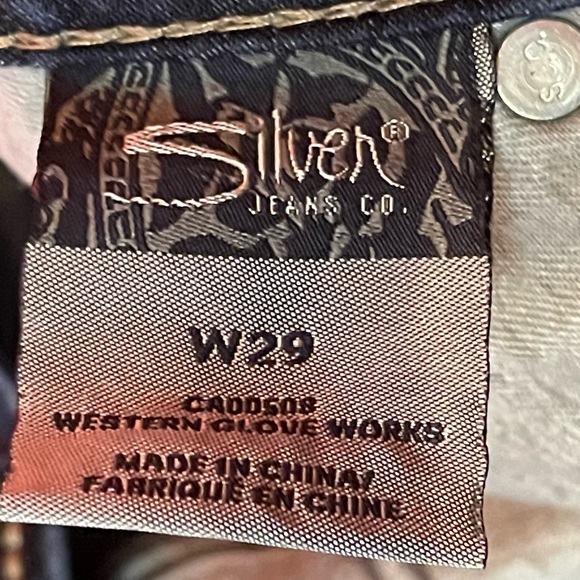 Silver®
JEANS CO.
W29
CA00508
WESTERN GLOVE WORKS
MADE IN CHINA/
FABRIQUÉ EN CHINE